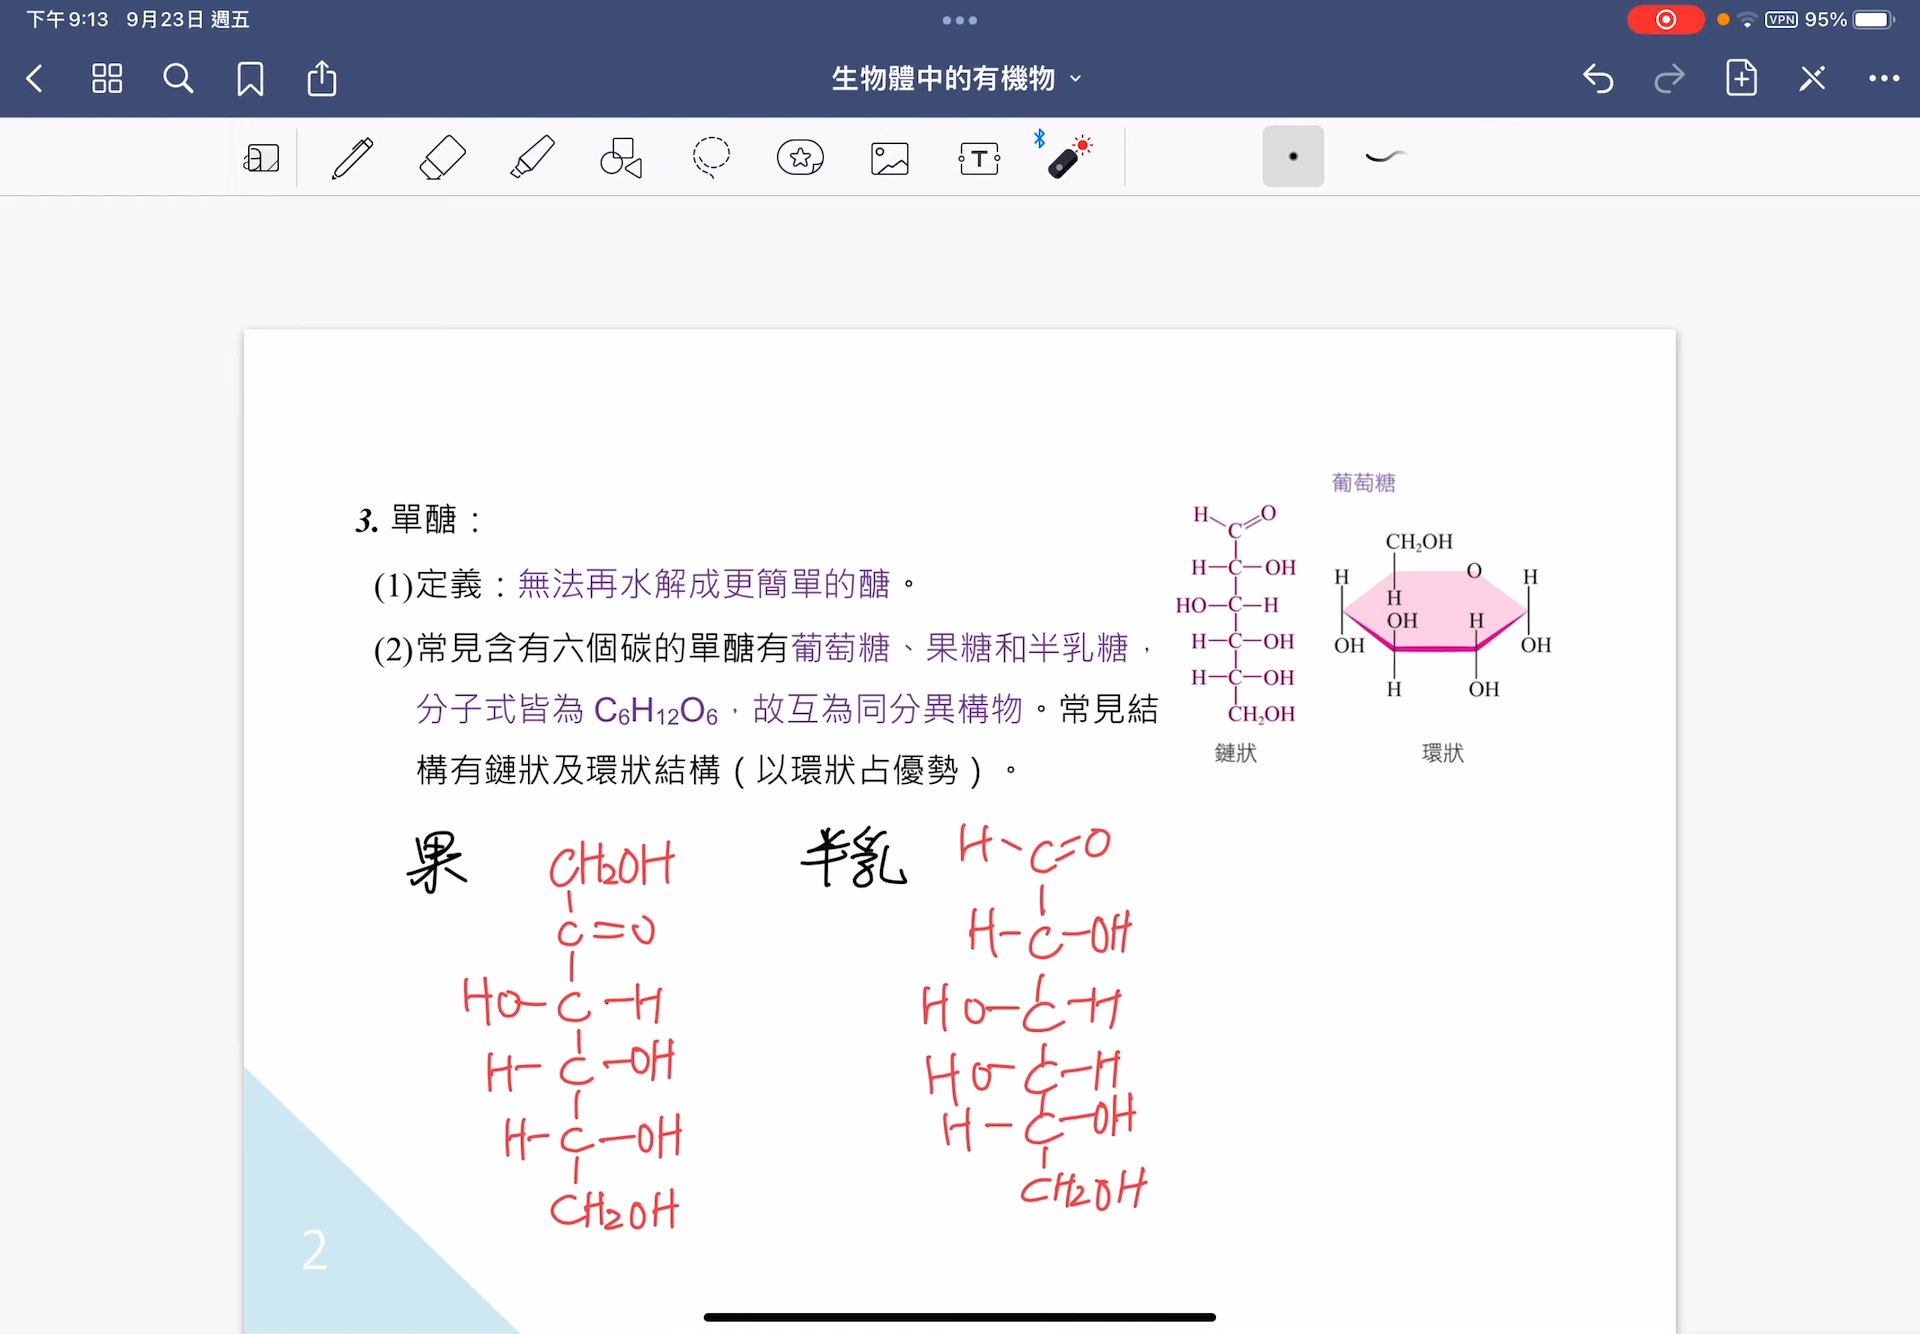 下午9:13 9月23日 週五
VPN 95%
生物體中的有機物
3. 單醣：
(1)定義：無法再水解成更簡單的醣。
(2)常見含有六個碳的單醣有葡萄糖、果糖和半乳糖，
分子式皆為 C₆H₁₂O₆，故互為同分異構物。常見結
構有鏈狀及環狀結構（以環狀占優勢）。
葡萄糖
H O
C
H—C—OH
HO—C—H
H—C—OH
H—C—OH
CH₂OH
鏈狀
CH₂OH
H O H
H
OH H
OH OH
H OH
環狀
果
CH₂OH
C=O
HO-C-H
H-C-OH
H-C-OH
CH₂OH
半乳
H-C=O
H-C-OH
HO-C-H
HO-C-H
H-C-OH
CH₂OH
2